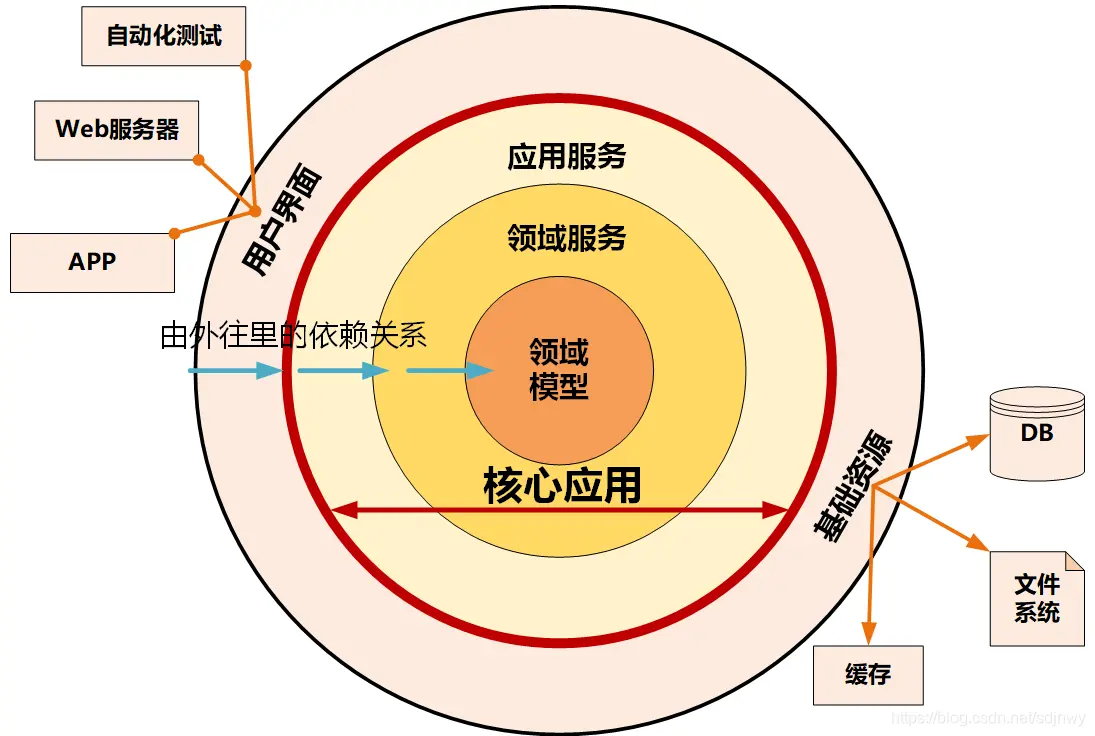 自动化测试
Web服务器
APP
用户界面
应用服务
领域服务
由外往里的依赖关系
领域
模型
核心应用
基础资源
DB
文件
系统
缓存
https://blog.csdn.net/sdjnwy